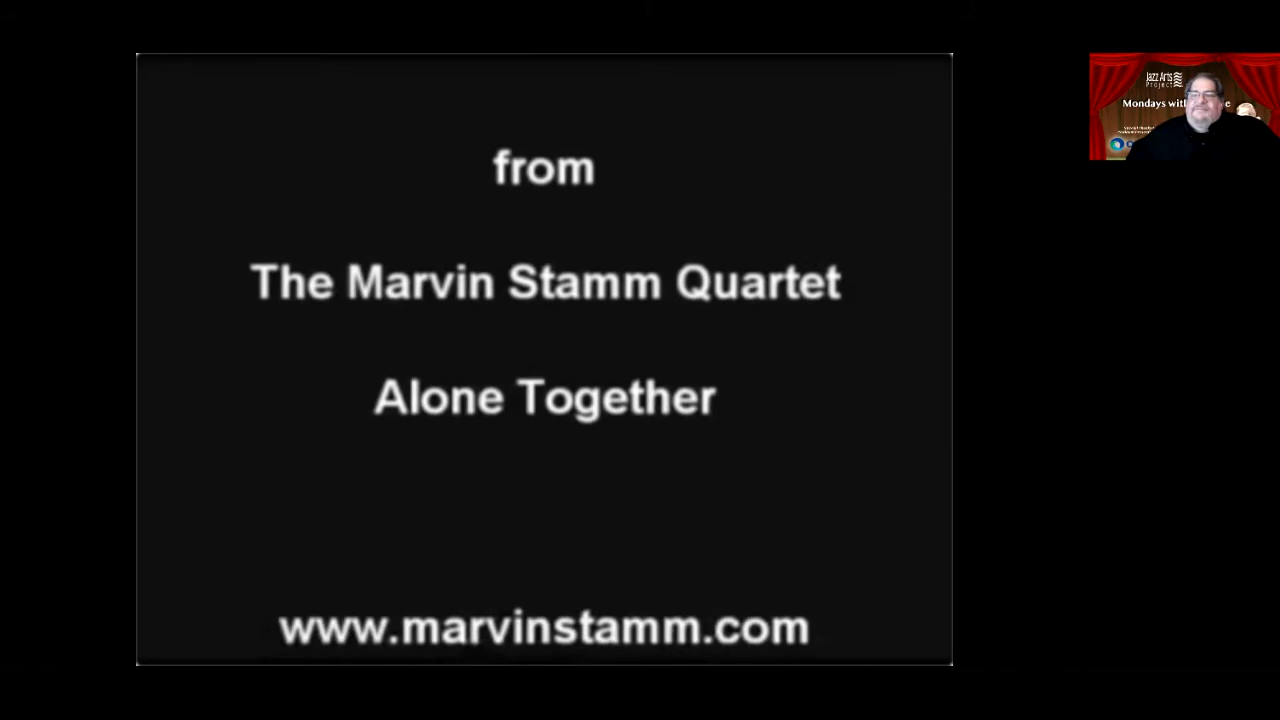 from
The Marvin Stamm Quartet
Alone Together
www.marvinstamm.com
Jazz Arts
Project
Mondays with